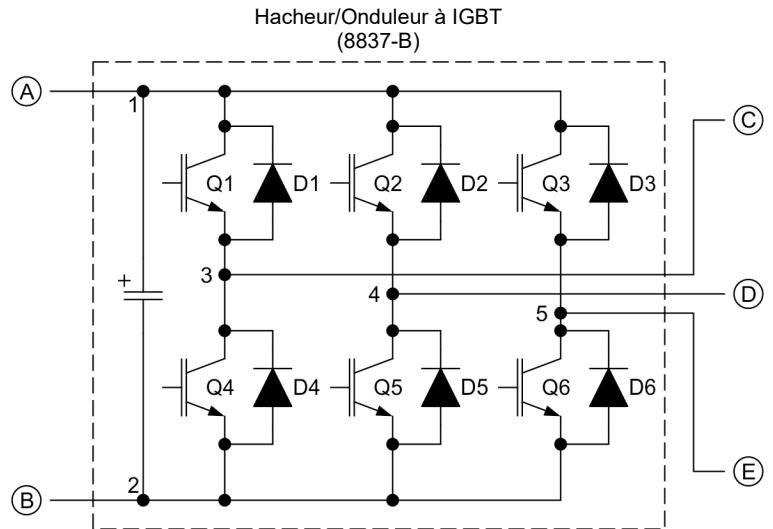 Hacheur/Onduleur à IGBT
(8837-B)
A
1
C
Q1 D1 Q2 D2 Q3 D3
3
+
4
D
5
Q4 D4 Q5 D5 Q6 D6
E
2
B